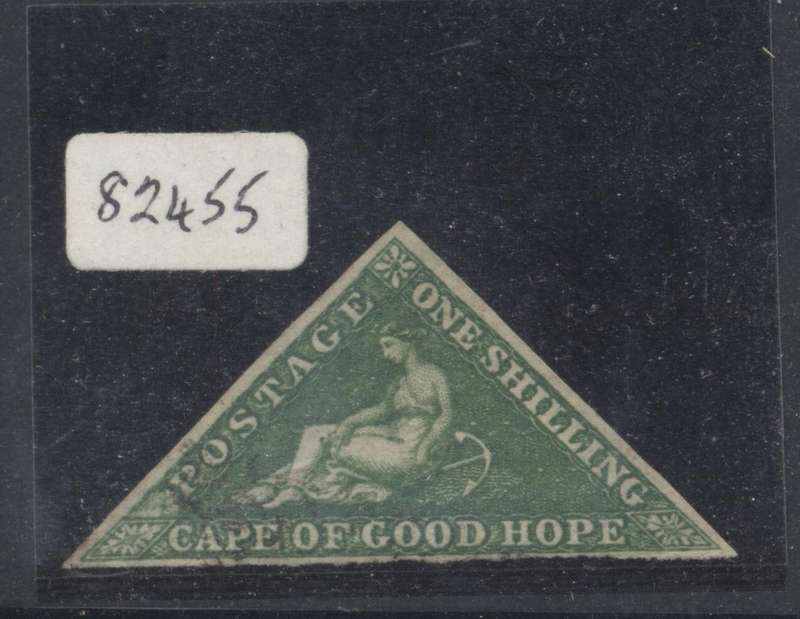 82455
POSTAGE
ONE SHILLING
CAPE OF GOOD HOPE